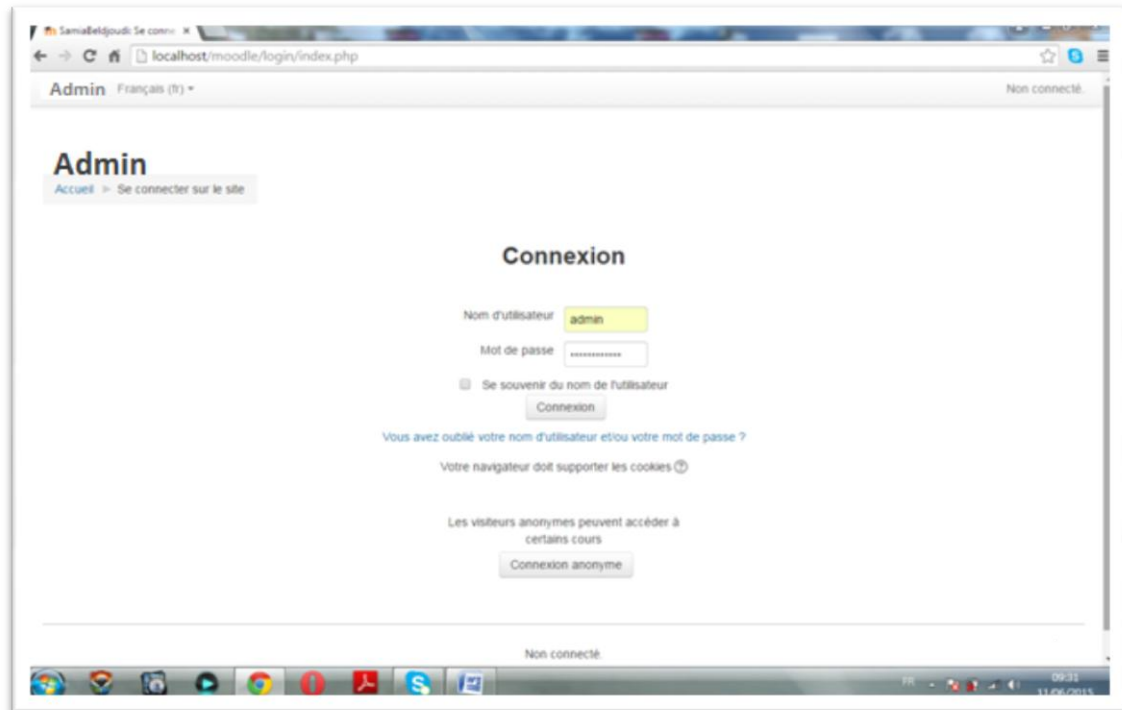 SamiaBeldjoudi: Se conne
localhost/moodle/login/index.php
Admin Français (fr) Non connecté.
Admin
Accueil Se connecter sur le site
Connexion
Nom d'utilisateur admin
Mot de passe
Se souvenir du nom de l'utilisateur
Connexion
Vous avez oublié votre nom d'utilisateur et/ou votre mot de passe ?
Votre navigateur doit supporter les cookies
Les visiteurs anonymes peuvent accéder à
certains cours
Connexion anonyme
Non connecté.
FR 09:31
11/06/2015